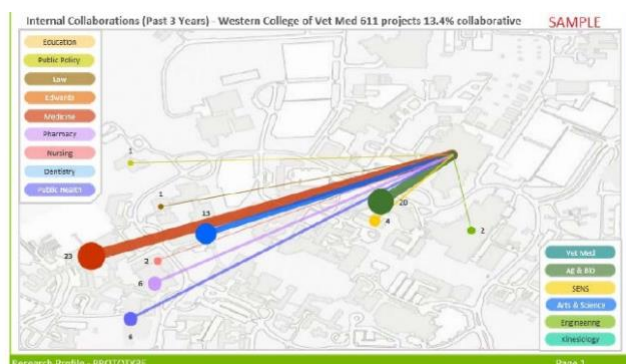 Internal Collaborations (Past 3 Years) - Western College of Vet Med 611 projects 13.4% collaborative
SAMPLE
Education
Public Policy
Law
Edwards
Medicine
Pharmacy
Nursing
Dentistry
Public Health
1
1
13
20
4
2
23
2
6
6
Vet Med
AG & BIO
SENS
Arts & Science
Engineering
Kinesiology
Research Profile - PROTOTYPE
Page 1